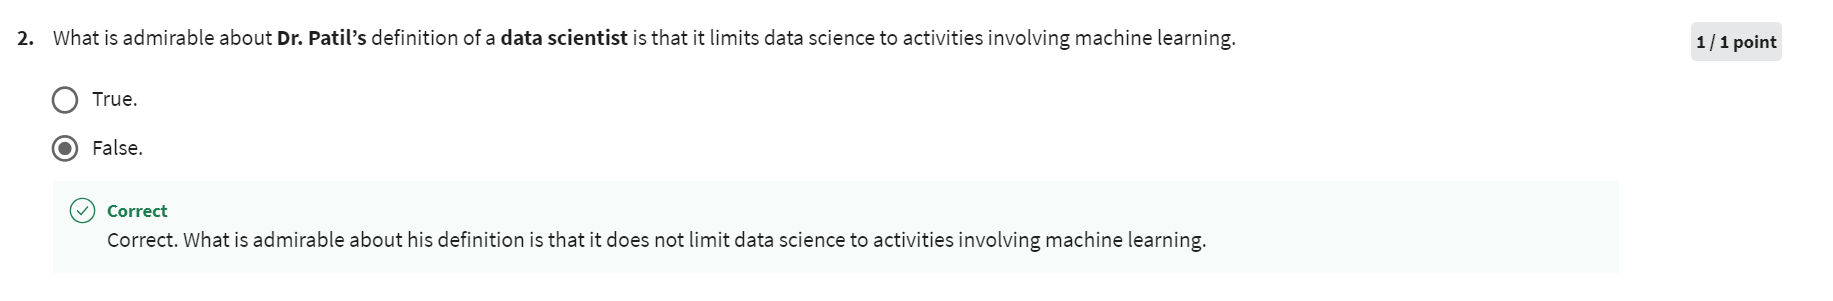 2. What is admirable about Dr. Patil's definition of a data scientist is that it limits data science to activities involving machine learning.
1 / 1 point
True.
False.
Correct
Correct. What is admirable about his definition is that it does not limit data science to activities involving machine learning.